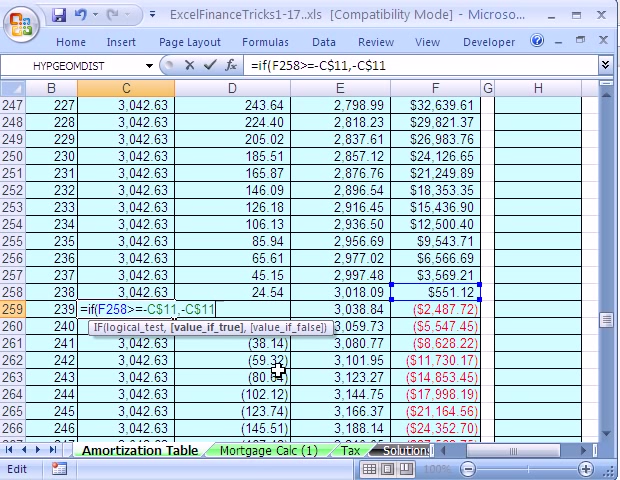 ExcelFinanceTricks1-17..xls [Compatibility Mode] - Microso...
Home Insert Page Layout Formulas Data Review View Developer
HYPGEOMDIST =if(F258>=-C$11,-C$11
B C D E F G H
247 227 3,042.63 243.64 2,798.99 $32,639.61
248 228 3,042.63 224.40 2,818.23 $29,821.37
249 229 3,042.63 205.02 2,837.61 $26,983.76
250 230 3,042.63 185.51 2,857.12 $24,126.65
251 231 3,042.63 165.87 2,876.76 $21,249.89
252 232 3,042.63 146.09 2,896.54 $18,353.35
253 233 3,042.63 126.18 2,916.45 $15,436.90
254 234 3,042.63 106.13 2,936.50 $12,500.40
255 235 3,042.63 85.94 2,956.69 $9,543.71
256 236 3,042.63 65.61 2,977.02 $6,566.69
257 237 3,042.63 45.15 2,997.48 $3,569.21
258 238 3,042.63 24.54 3,018.09 $551.12
259 239 =if(F258>=-C$11,-C$11 3,038.84 ($2,487.72)
260 240 3,059.73 ($5,547.45)
IF(logical_test, [value_if_true], [value_if_false])
261 241 3,042.63 (38.14) 3,080.77 ($8,628.22)
262 242 3,042.63 (59.32) 3,101.95 ($11,730.17)
263 243 3,042.63 (80.64) 3,123.27 ($14,853.45)
264 244 3,042.63 (102.12) 3,144.75 ($17,998.19)
265 245 3,042.63 (123.74) 3,166.37 ($21,164.56)
266 246 3,042.63 (145.51) 3,188.14 ($24,352.70)
Amortization Table Mortgage Calc (1) Tax Solutions
Edit 100%